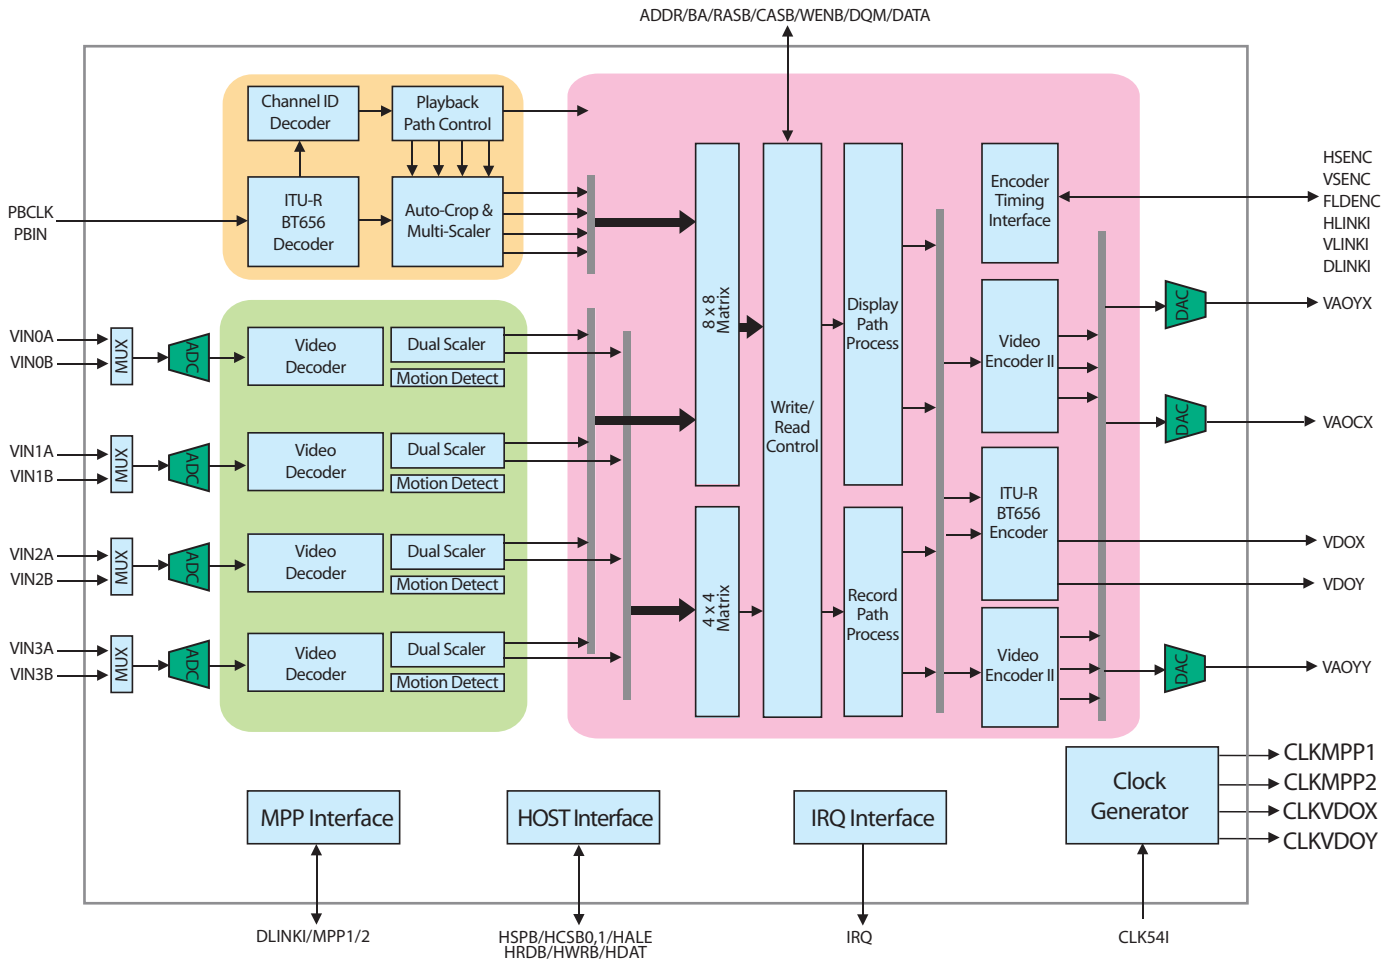 ADDR/BA/RASB/CASB/WENB/DQM/DATA
Channel ID
Decoder
Playback
Path Control
ITU-R
BT656
Decoder
Auto-Crop &
Multi-Scaler
PBCLK
PBIN
VIN0A
VIN0B
MUX
ADC
Video
Decoder
Dual Scaler
Motion Detect
VIN1A
VIN1B
MUX
ADC
Video
Decoder
Dual Scaler
Motion Detect
VIN2A
VIN2B
MUX
ADC
Video
Decoder
Dual Scaler
Motion Detect
VIN3A
VIN3B
MUX
ADC
Video
Decoder
Dual Scaler
Motion Detect
8 x 8
Matrix
4 x 4
Matrix
Write/
Read
Control
Display
Path
Process
Record
Path
Process
Encoder
Timing
Interface
Video
Encoder II
ITU-R
BT656
Encoder
Video
Encoder II
DAC
DAC
DAC
HSENC
VSENC
FLDENC
HLINKI
VLINKI
DLINKI
VAOYX
VAOCX
VDOX
VDOY
VAOYY
MPP Interface
HOST Interface
IRQ Interface
Clock
Generator
CLKMPP1
CLKMPP2
CLKVDOX
CLKVDOY
DLINKI/MPP1/2
HSPB/HCSB0,1/HALE
HRDB/HWRB/HDAT
IRQ
CLK54I